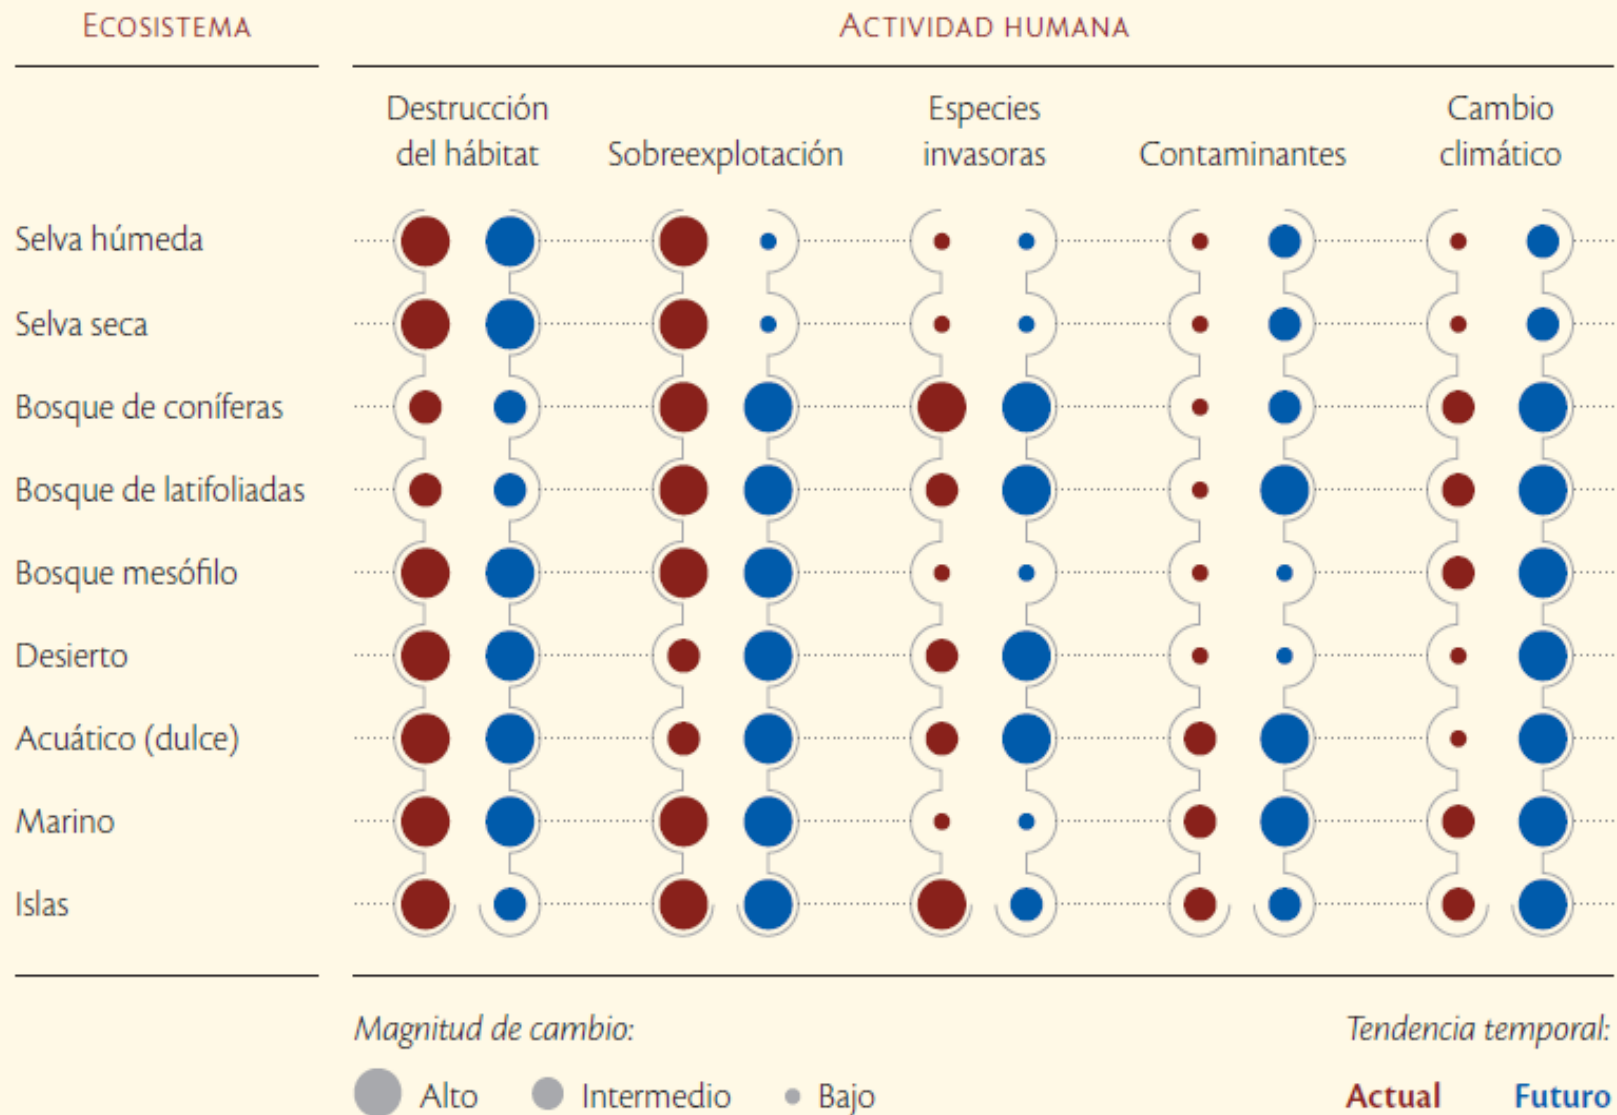 ECOSISTEMA
ACTIVIDAD HUMANA
Destrucción
del hábitat
Sobreexplotación
Especies
invasoras
Contaminantes
Cambio
climático
Selva húmeda
Selva seca
Bosque de coníferas
Bosque de latifoliadas
Bosque mesófilo
Desierto
Acuático (dulce)
Marino
Islas
Magnitud de cambio:
Tendencia temporal:
Alto Intermedio Bajo
Actual Futuro